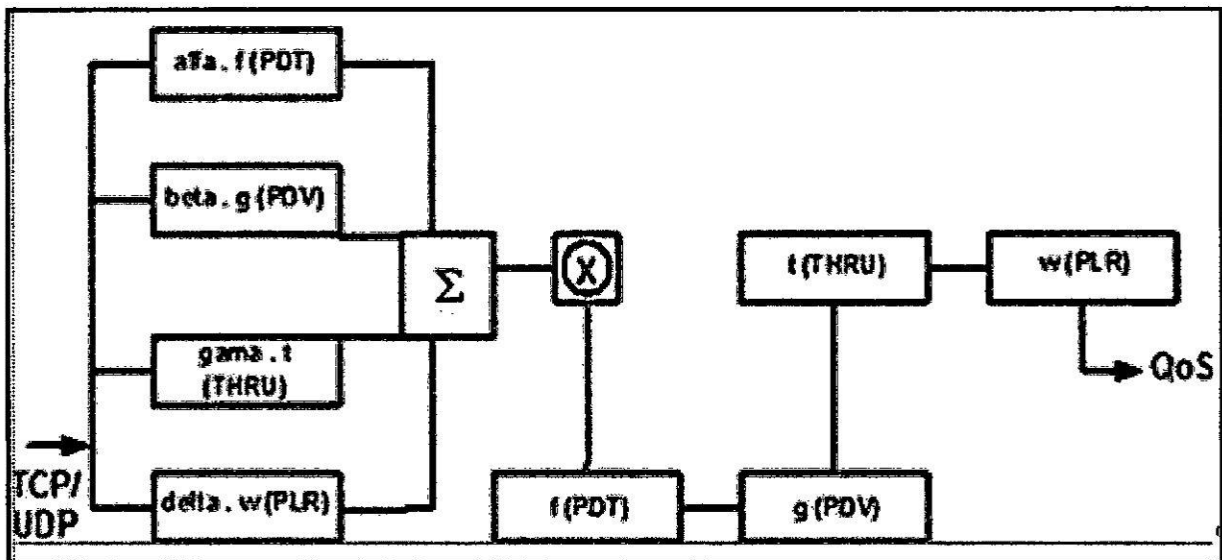 alfa.f(PDT)
beta.g(PDV)
Σ
X
t(THRU)
w(PLR)
QoS
gama.t
(THRU)
TCP/
UDP
delta.w(PLR)
f(PDT)
g(PDV)